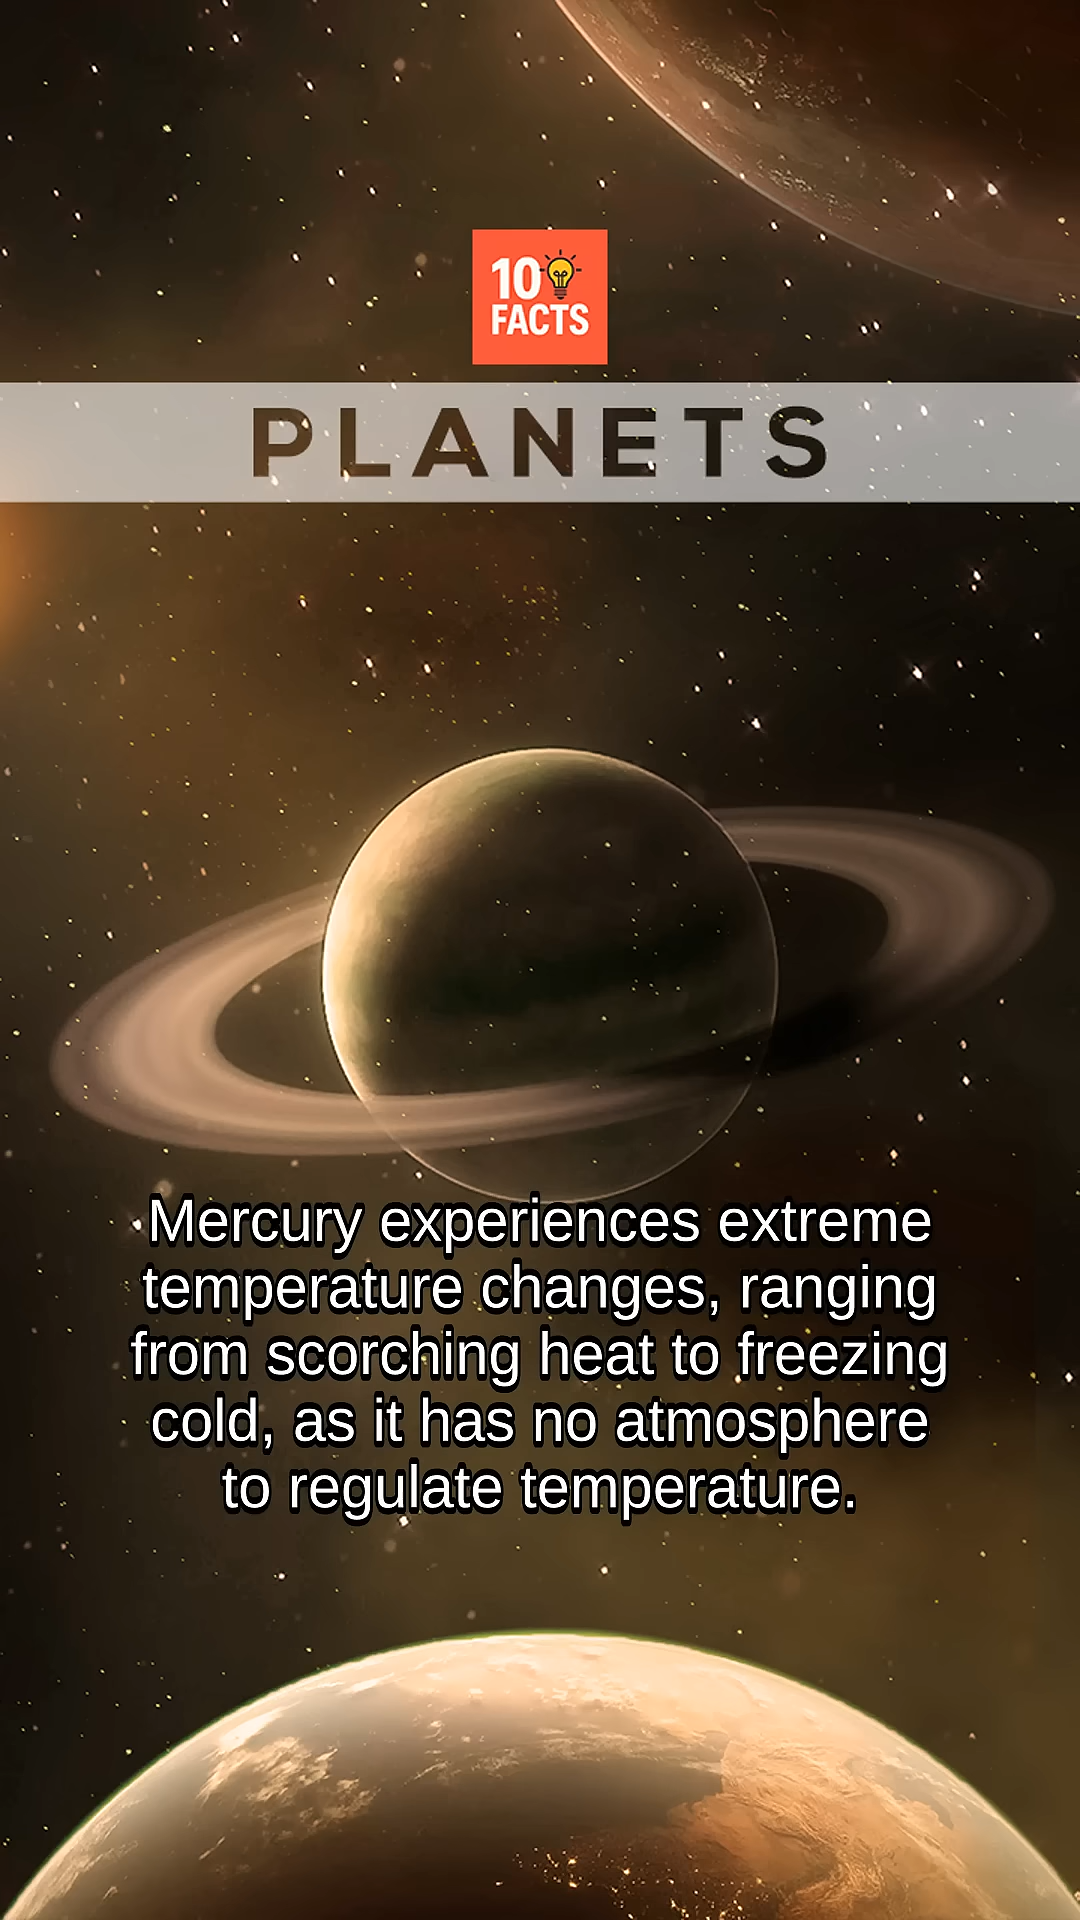 10
FACTS
PLANETS
Mercury experiences extreme
temperature changes, ranging
from scorching heat to freezing
cold, as it has no atmosphere
to regulate temperature.